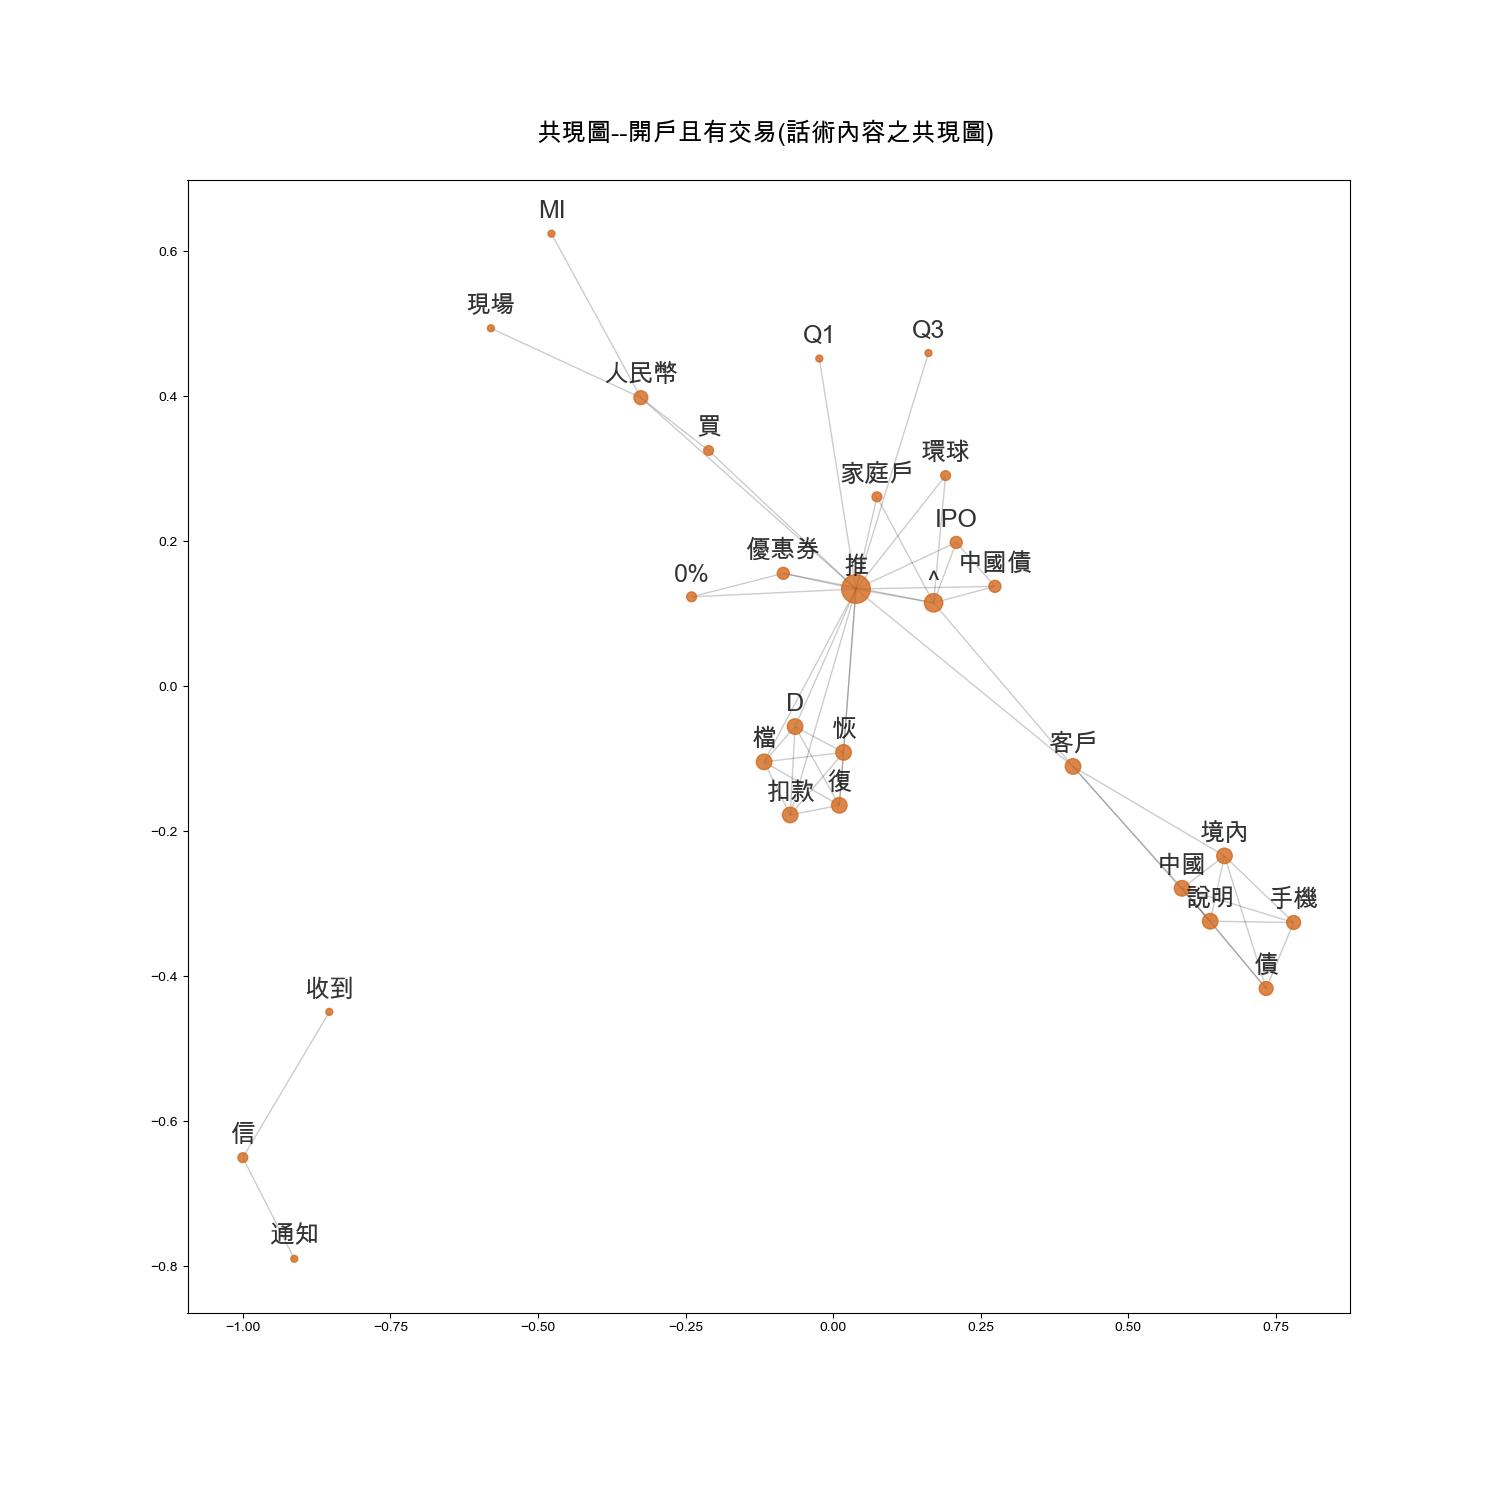 共現圖--開戶且有交易(話術內容之共現圖)
MI
現場
人民幣
買
Q1
Q3
環球
家庭戶
IPO
優惠券
推
^
中國債
0%
D
檔
恢
扣款
復
客戶
境內
中國
說明
手機
債
收到
信
通知
0.6
0.4
0.2
0.0
−0.2
−0.4
−0.6
−0.8
−1.00
−0.75
−0.50
−0.25
0.00
0.25
0.50
0.75